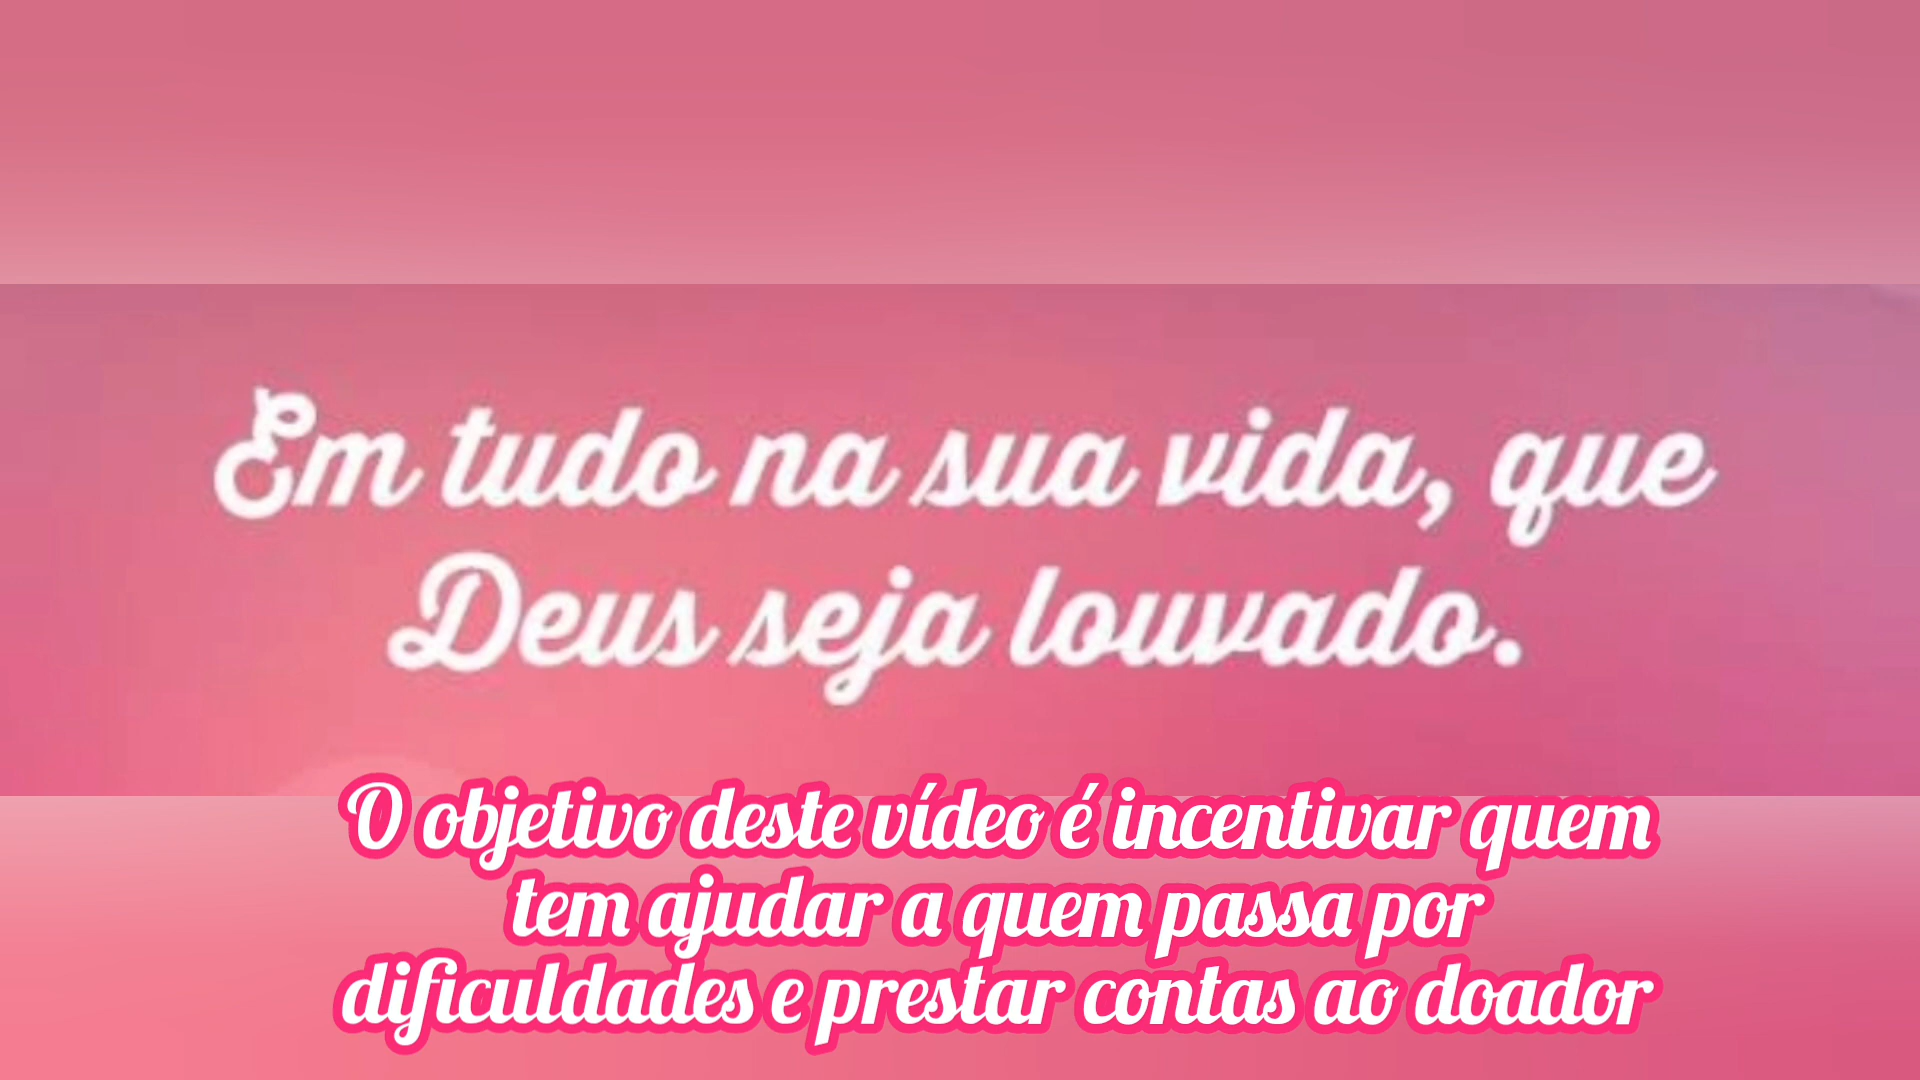 Em tudo na sua vida, que
Deus seja louvado.
O objetivo deste vídeo é incentivar quem
tem ajudar a quem passa por
dificuldades e prestar contas ao doador